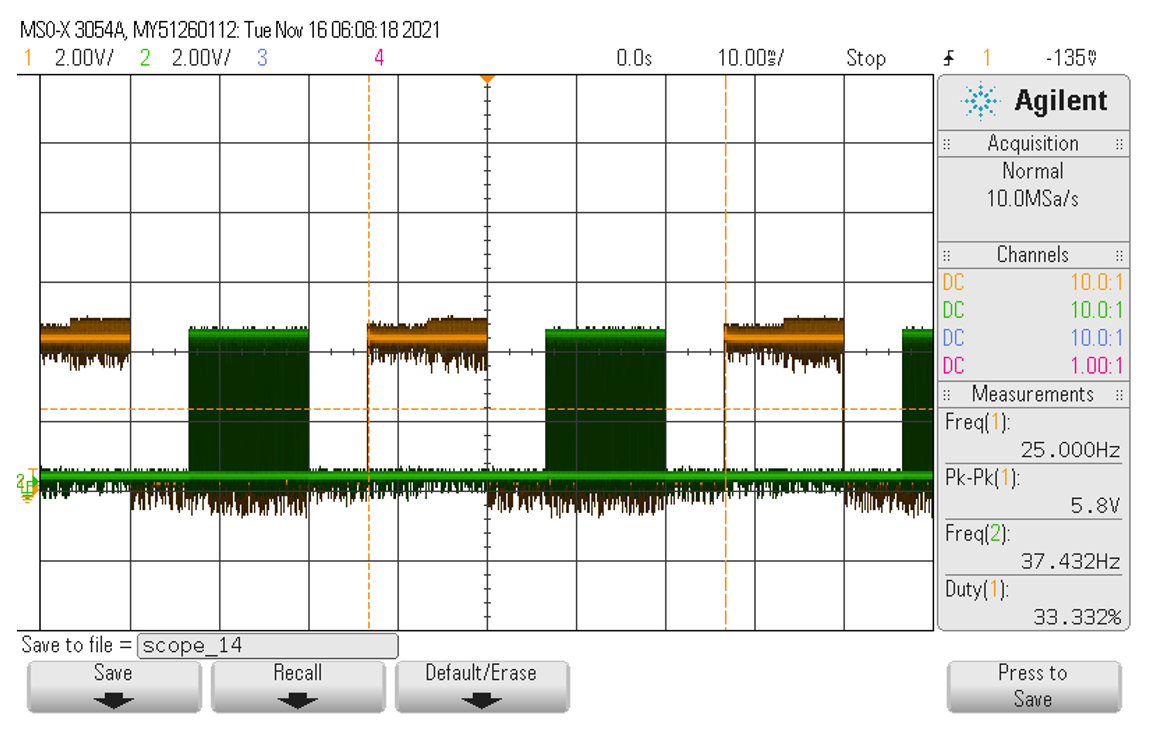 MSO-X 3054A, MY51260112: Tue Nov 16 06:08:18 2021
1 2.00V/ 2 2.00V/ 3 4 0.0s 10.00ms/ Stop 1 -135mV
Agilent
Acquisition
Normal
10.0MSa/s
Channels
DC 10.0:1
DC 10.0:1
DC 10.0:1
DC 1.00:1
Measurements
Freq(1):
25.000Hz
Pk-Pk(1):
5.8V
Freq(2):
37.432Hz
Duty(1):
33.332%
Save to file = scope_14
Save Recall Default/Erase Press to
Save